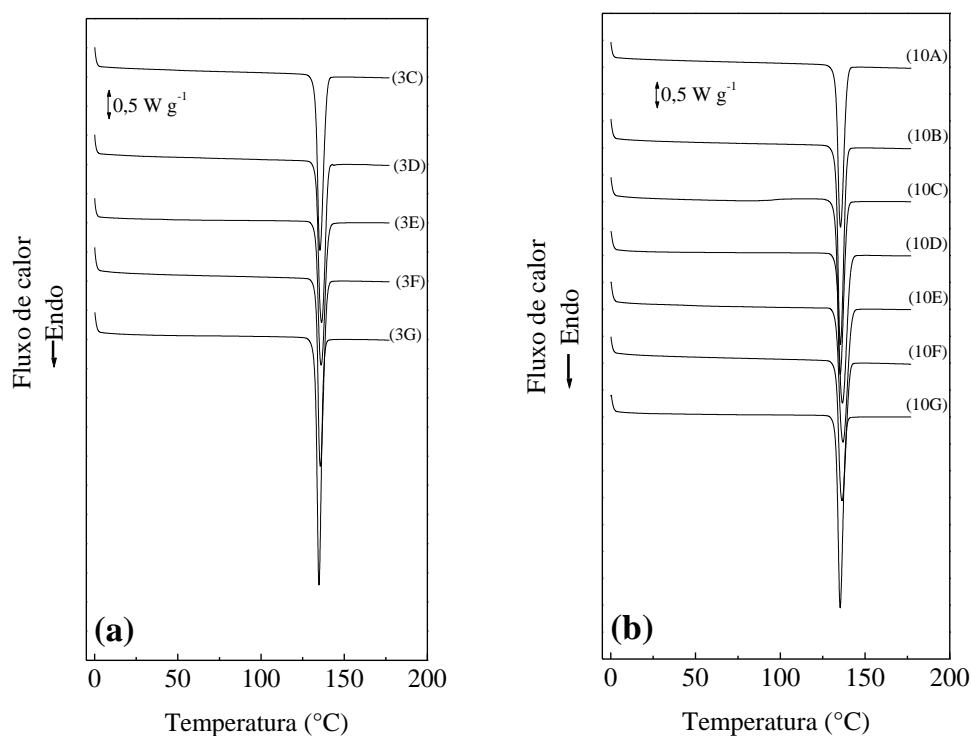 (3C)
0,5 W g⁻¹
(3D)
(3E)
(3F)
(3G)
Fluxo de calor
Endo
(a)
0
50
100
150
200
Temperatura (°C)
(10A)
0,5 W g⁻¹
(10B)
(10C)
(10D)
(10E)
(10F)
(10G)
Fluxo de calor
Endo
(b)
0
50
100
150
200
Temperatura (°C)